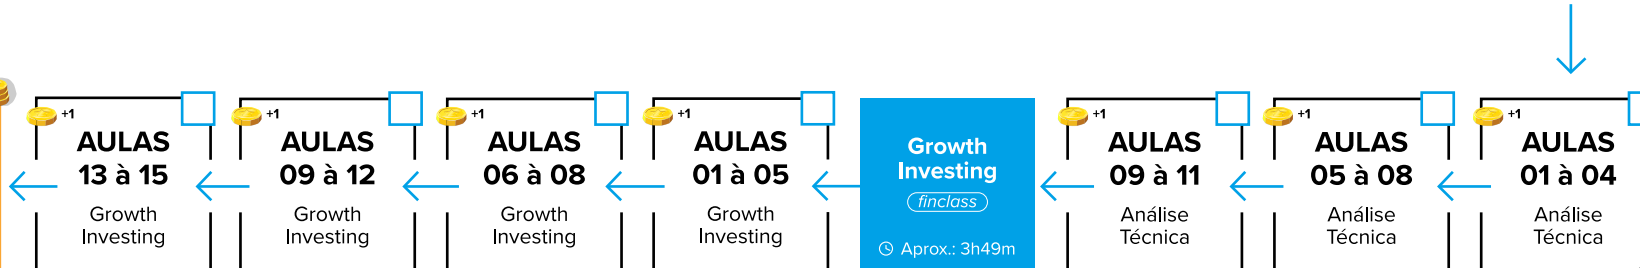 +1
AULAS
13 à 15
Growth
Investing
+1
AULAS
09 à 12
Growth
Investing
+1
AULAS
06 à 08
Growth
Investing
+1
AULAS
01 à 05
Growth
Investing
Growth
Investing
finclass
Aprox.: 3h49m
+1
AULAS
09 à 11
Análise
Técnica
+1
AULAS
05 à 08
Análise
Técnica
+1
AULAS
01 à 04
Análise
Técnica